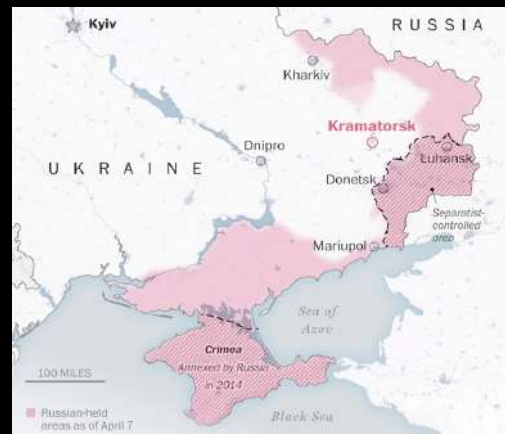 Kyiv
RUSSIA
Kharkiv
Kramatorsk
Dnipro
Luhansk
UKRAINE
Donetsk
Separatist-
controlled
area
Mariupol
Sea of
Azov
Crimea
Annexed by Russia
in 2014
100 MILES
Black Sea
Russian-held
areas as of April 7